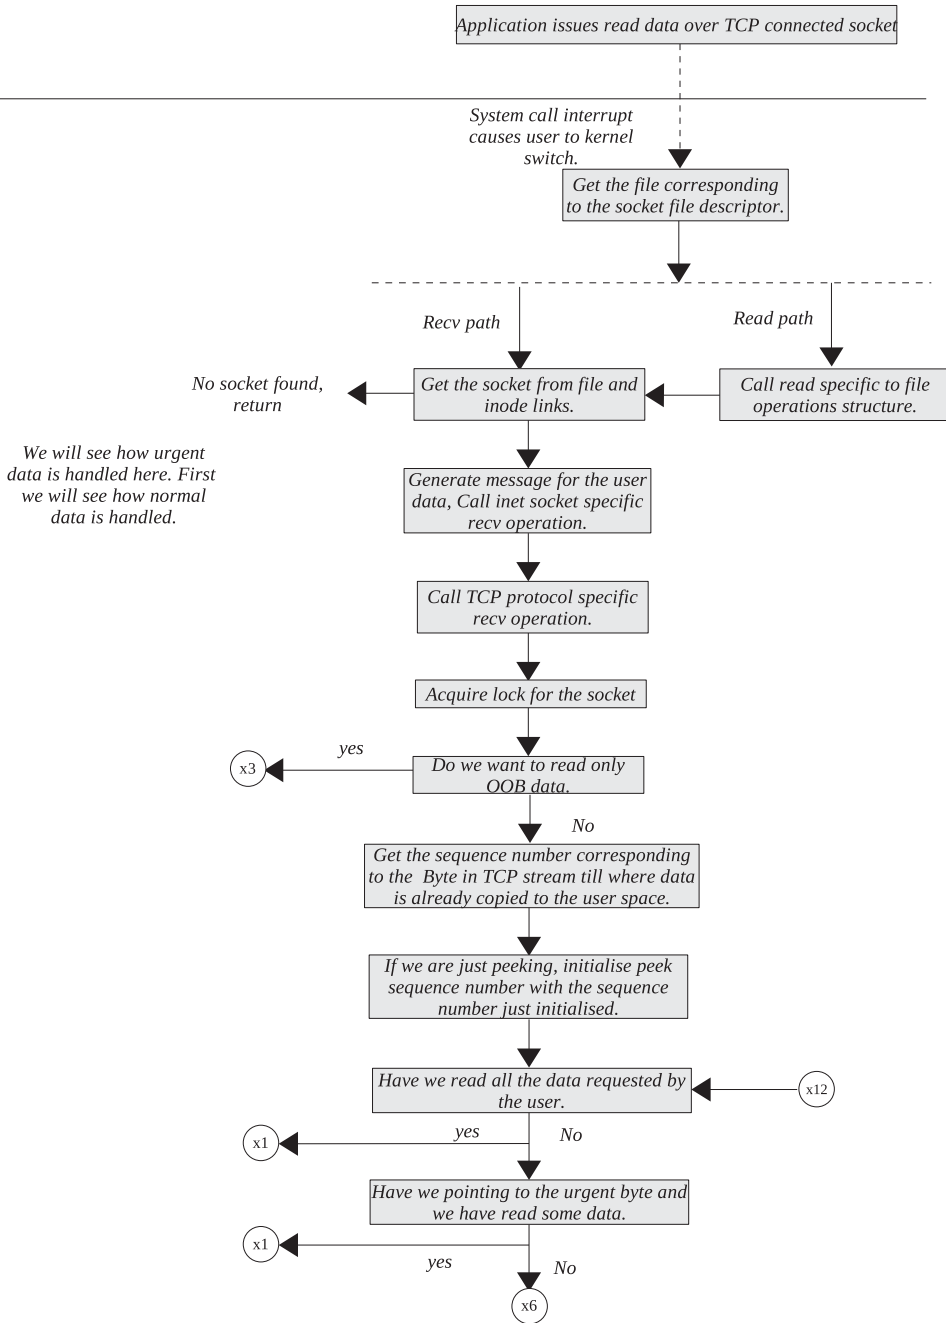 Application issues read data over TCP connected socket
System call interrupt
causes user to kernel
switch.
Get the file corresponding
to the socket file descriptor.
Recv path
Read path
No socket found,
return
Get the socket from file and
inode links.
Call read specific to file
operations structure.
We will see how urgent
data is handled here. First
we will see how normal
data is handled.
Generate message for the user
data, Call inet socket specific
recv operation.
Call TCP protocol specific
recv operation.
Acquire lock for the socket
yes
x3
Do we want to read only
OOB data.
No
Get the sequence number corresponding
to the Byte in TCP stream till where data
is already copied to the user space.
If we are just peeking, initialise peek
sequence number with the sequence
number just initialised.
Have we read all the data requested by
the user.
x12
yes
No
x1
Have we pointing to the urgent byte and
we have read some data.
x1
yes
No
x6